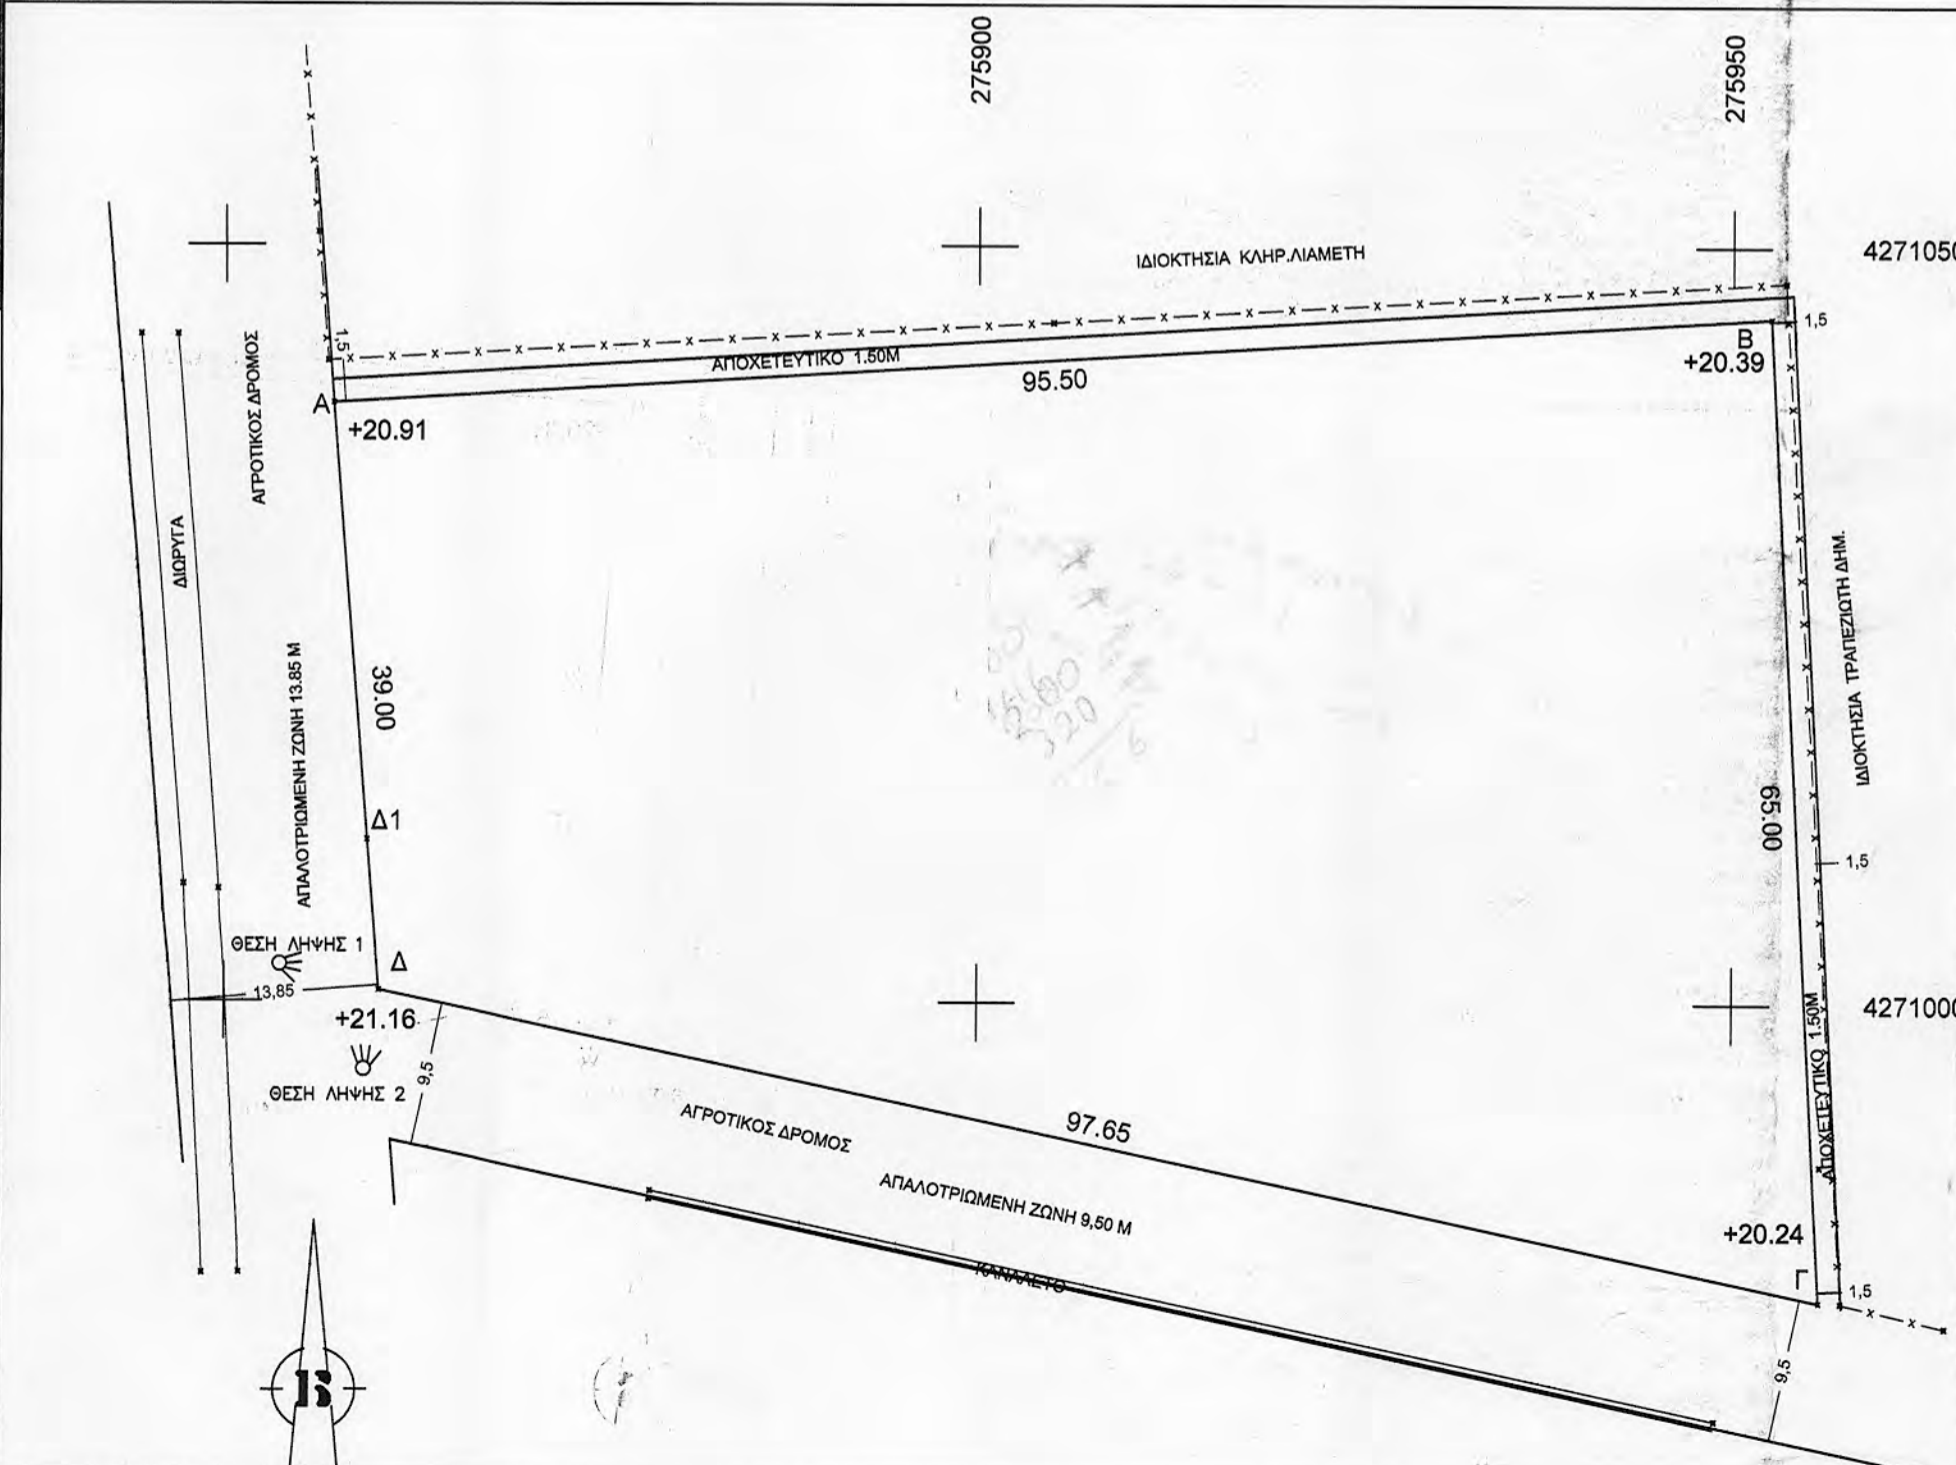 275900
275950
ΙΔΙΟΚΤΗΣΙΑ ΚΛΗΡ.ΛΙΑΜΕΤΗ
4271050
1,5
ΑΠΟΧΕΤΕΥΤΙΚΟ 1.50Μ
95.50
Β
+20.39
1,5
Α
+20.91
ΑΓΡΟΤΙΚΟΣ ΔΡΟΜΟΣ
ΔΙΩΡΥΓΑ
ΑΠΑΛΟΤΡΙΩΜΕΝΗ ΖΩΝΗ 13.85 Μ
39.00
Δ1
65.00
ΙΔΙΟΚΤΗΣΙΑ ΤΡΑΠΕΖΙΩΤΗ ΔΗΜ.
1,5
ΘΕΣΗ ΛΗΨΗΣ 1
Δ
13,85
+21.16
4271000
ΑΠΟΧΕΤΕΥΤΙΚΟ 1.50Μ
9,5
ΘΕΣΗ ΛΗΨΗΣ 2
ΑΓΡΟΤΙΚΟΣ ΔΡΟΜΟΣ
97.65
ΑΠΑΛΟΤΡΙΩΜΕΝΗ ΖΩΝΗ 9,50 Μ
ΚΑΝΑΛΕΤΟ
+20.24
Γ
1,5
9,5
Β